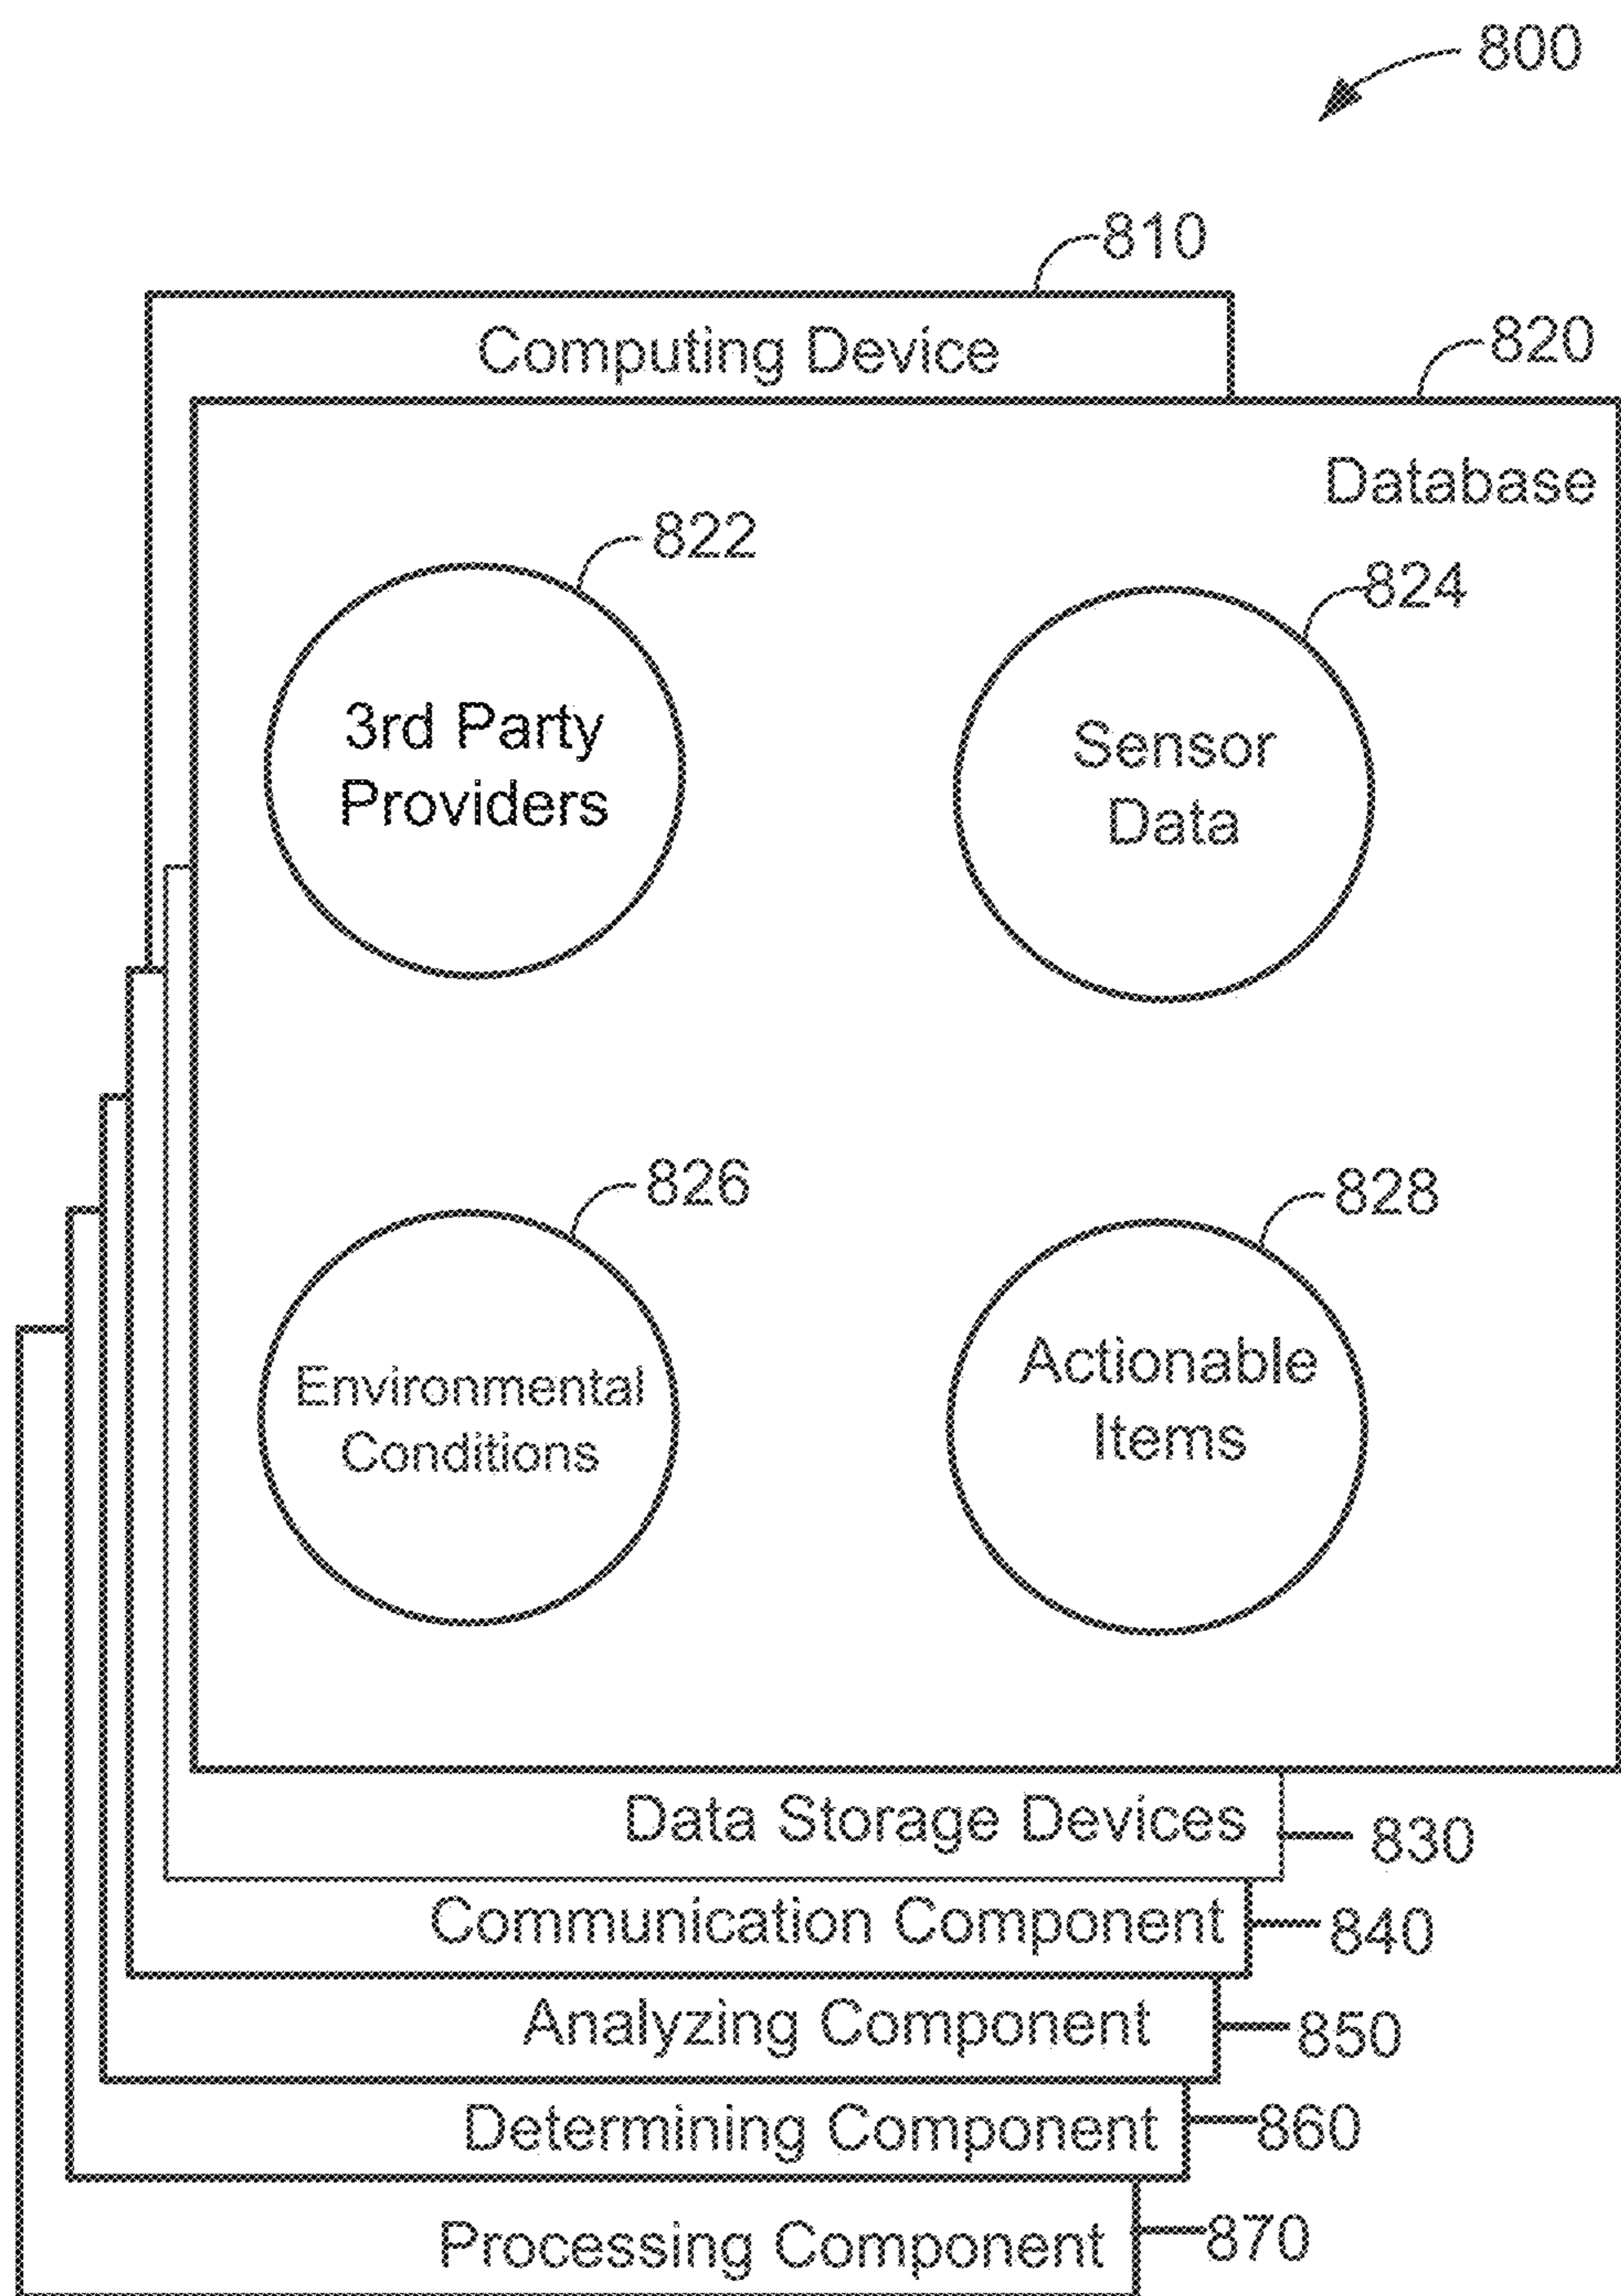 800
810
Computing Device
820
Database
822
824
3rd Party
Providers
Sensor
Data
826
828
Environmental
Conditions
Actionable
Items
Data Storage Devices
830
Communication Component
840
Analyzing Component
850
Determining Component
860
Processing Component
870